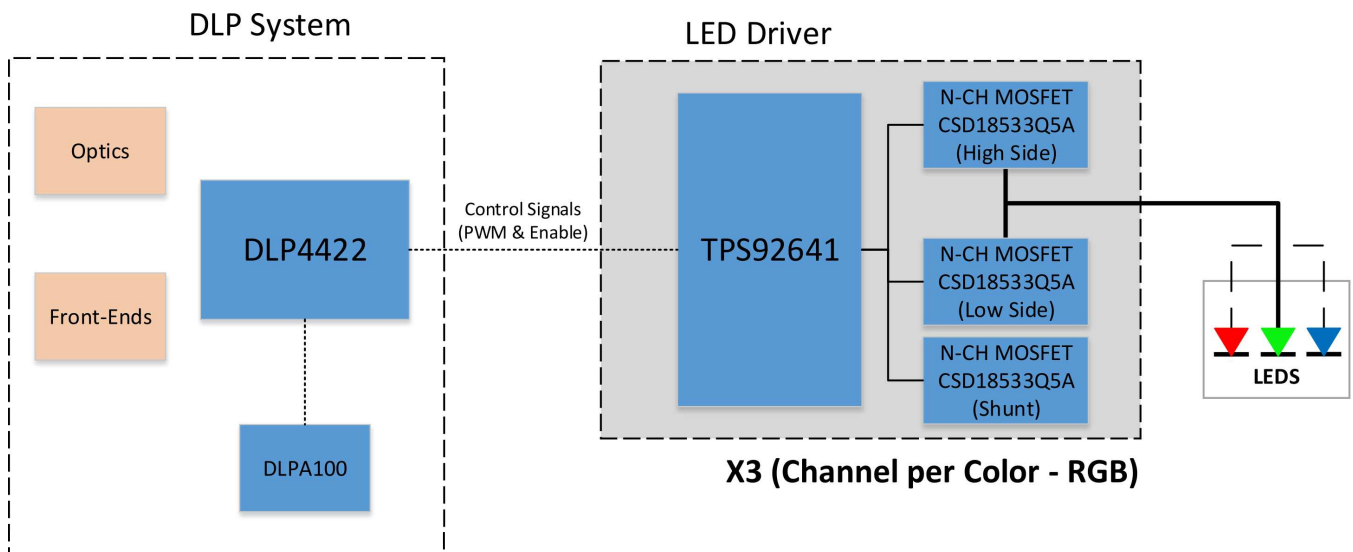 DLP System
LED Driver
Optics
Front-Ends
DLP4422
DLPA100
Control Signals
(PWM & Enable)
TPS92641
N-CH MOSFET
CSD18533Q5A
(High Side)
N-CH MOSFET
CSD18533Q5A
(Low Side)
N-CH MOSFET
CSD18533Q5A
(Shunt)
LEDS
X3 (Channel per Color - RGB)